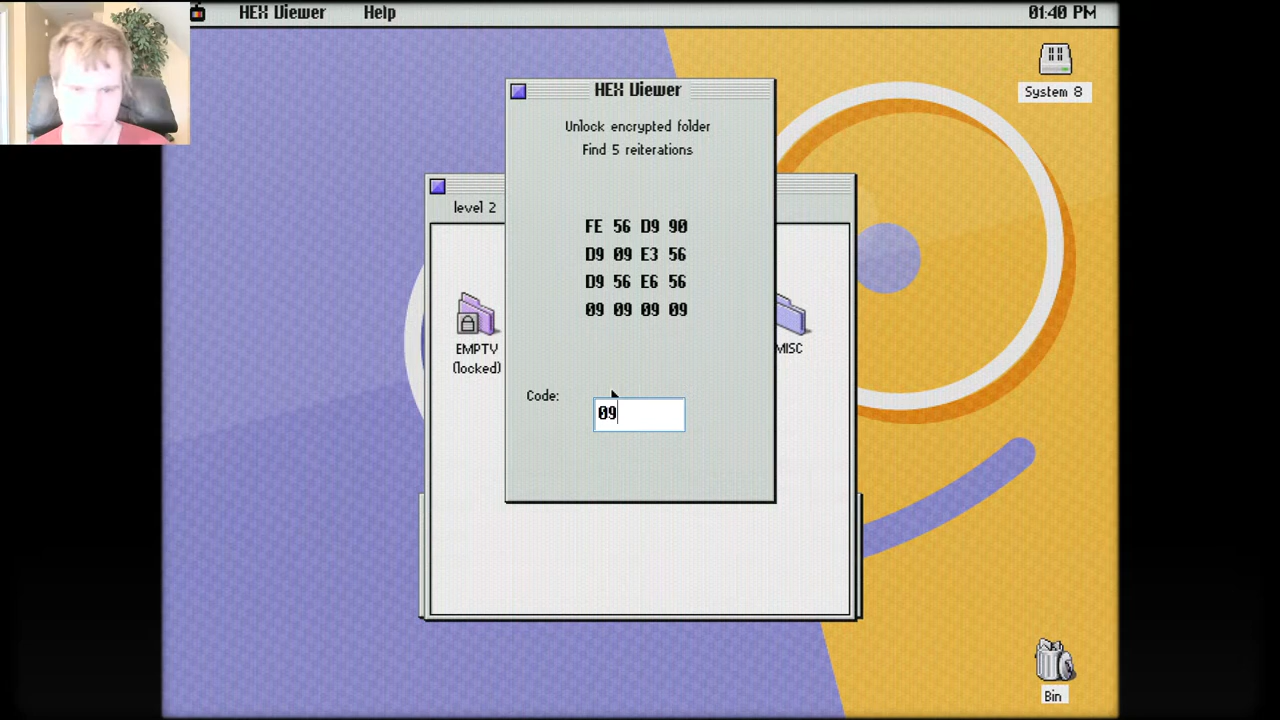 HEX Viewer Help 01:40 PM
System 8
HEX Viewer
Unlock encrypted folder
Find 5 reiterations
level 2
FE 56 D9 90
D9 09 E3 56
D9 56 E6 56
09 09 09 09
EMPTY
(locked)
MISC
Code:
09
Bin